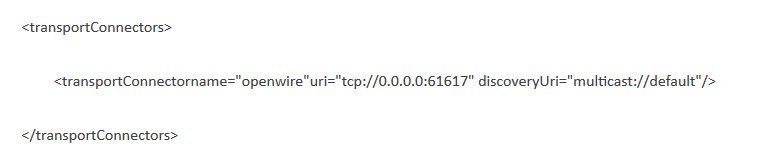 <transportConnectors>
<transportConnectorname="openwire"uri="tcp://0.0.0.0:61617" discoveryUri="multicast://default"/>
</transportConnectors>